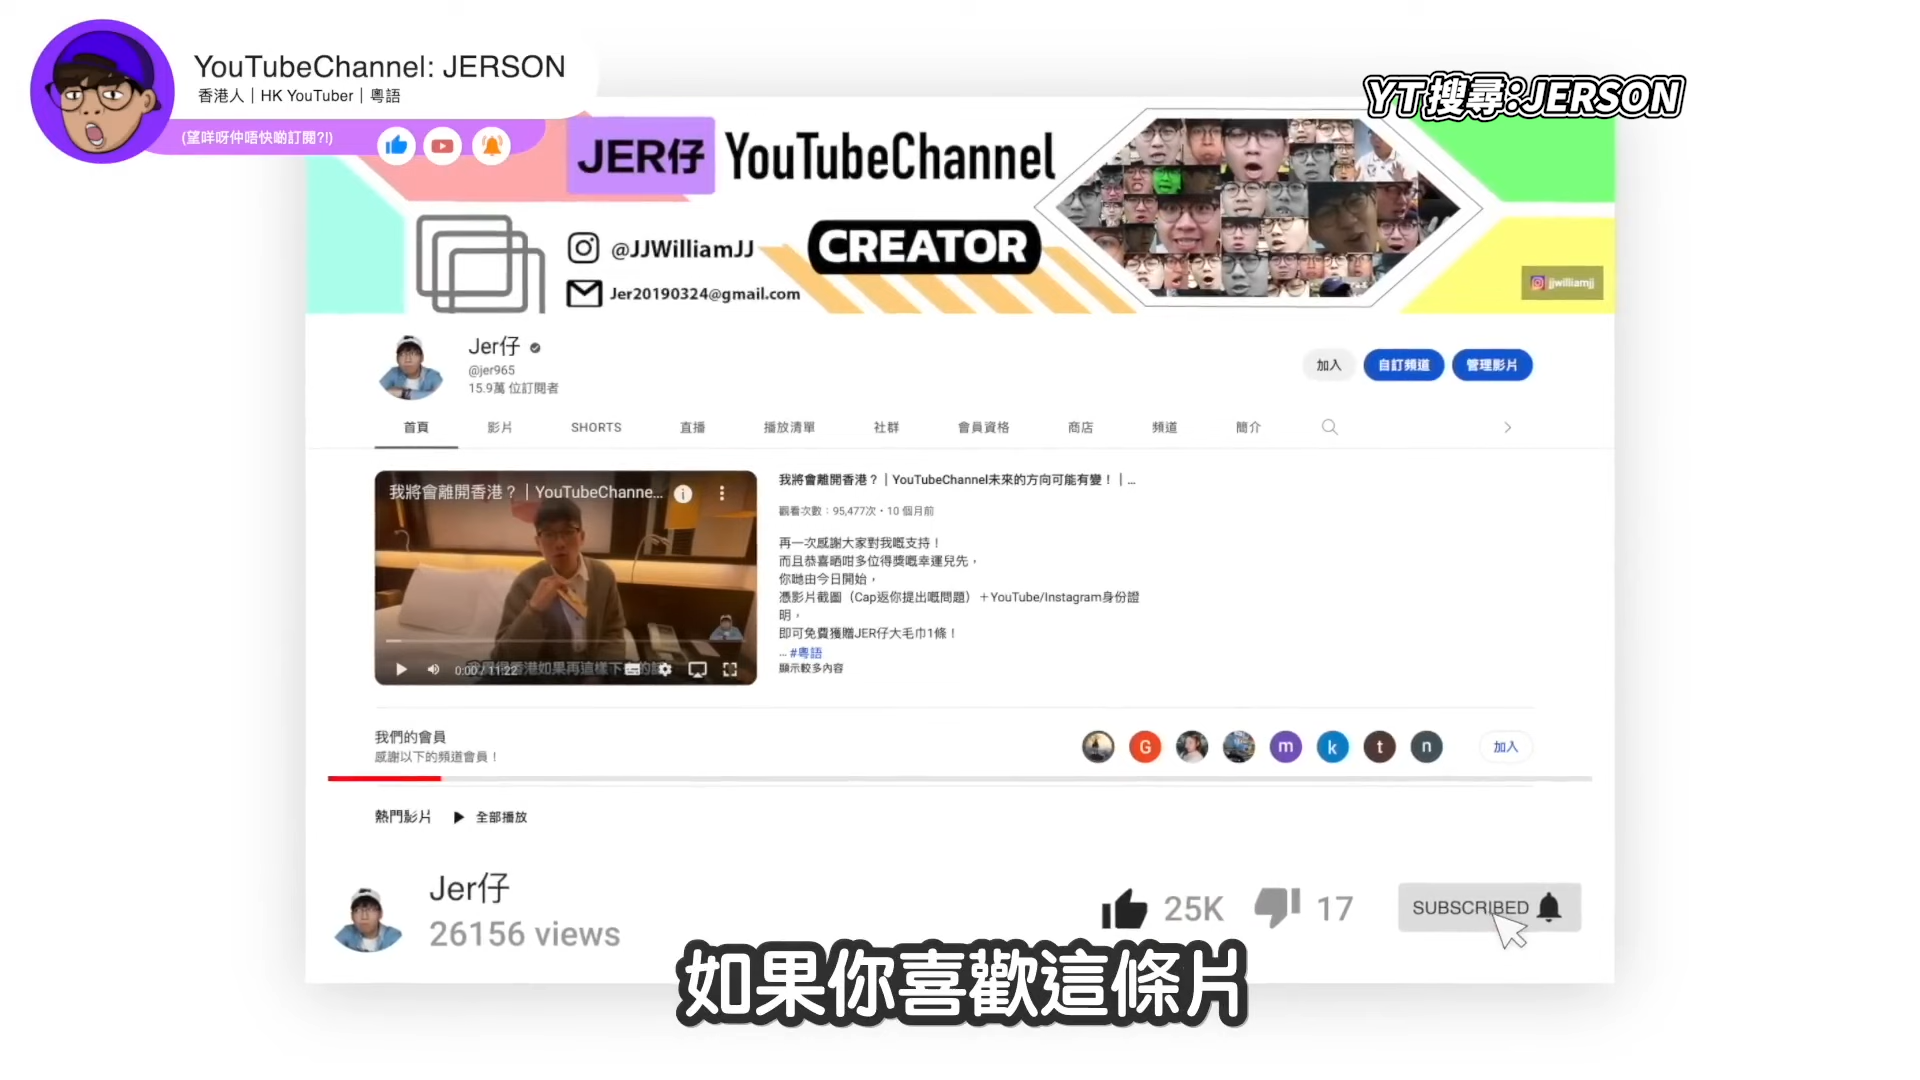 YouTubeChannel: JERSON
香港人｜HK YouTuber｜粵語
(望咩呀仲唔快啲訂閱?!)
YT搜尋:JERSON
JER仔 YouTubeChannel
@JJWilliamJJ
CREATOR
Jer20190324@gmail.com
jjwilliamjj
Jer仔
@jer965
15.9萬 位訂閱者
加入 自訂頻道 管理影片
首頁 影片 SHORTS 直播 播放清單 社群 會員資格 商店 頻道 簡介
我將會離開香港？｜YouTubeChanne...
0:00 / 11:22
我將會離開香港？｜YouTubeChannel未來的方向可能有變！｜...
觀看次數：95,477次・10 個月前
再一次感謝大家對我嘅支持！
而且恭喜晒咁多位得獎嘅幸運兒先，
你哋由今日開始，
憑影片截圖（Cap返你提出嘅問題）＋YouTube/Instagram身份證
明，
即可免費獲贈JER仔大毛巾1條！
... #粵語
顯示較多內容
我們的會員
感謝以下的頻道會員！
G m k t n
加入
熱門影片 全部播放
Jer仔
26156 views
25K 17 SUBSCRIBED
如果你喜歡這條片